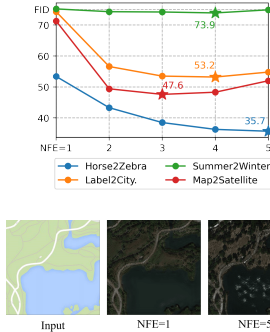 FID
70
60
50
40
73.9
53.2
47.6
35.7
NFE=1 2 3 4 5
Horse2Zebra Summer2Winter
Label2City. Map2Satellite
Input NFE=1 NFE=5